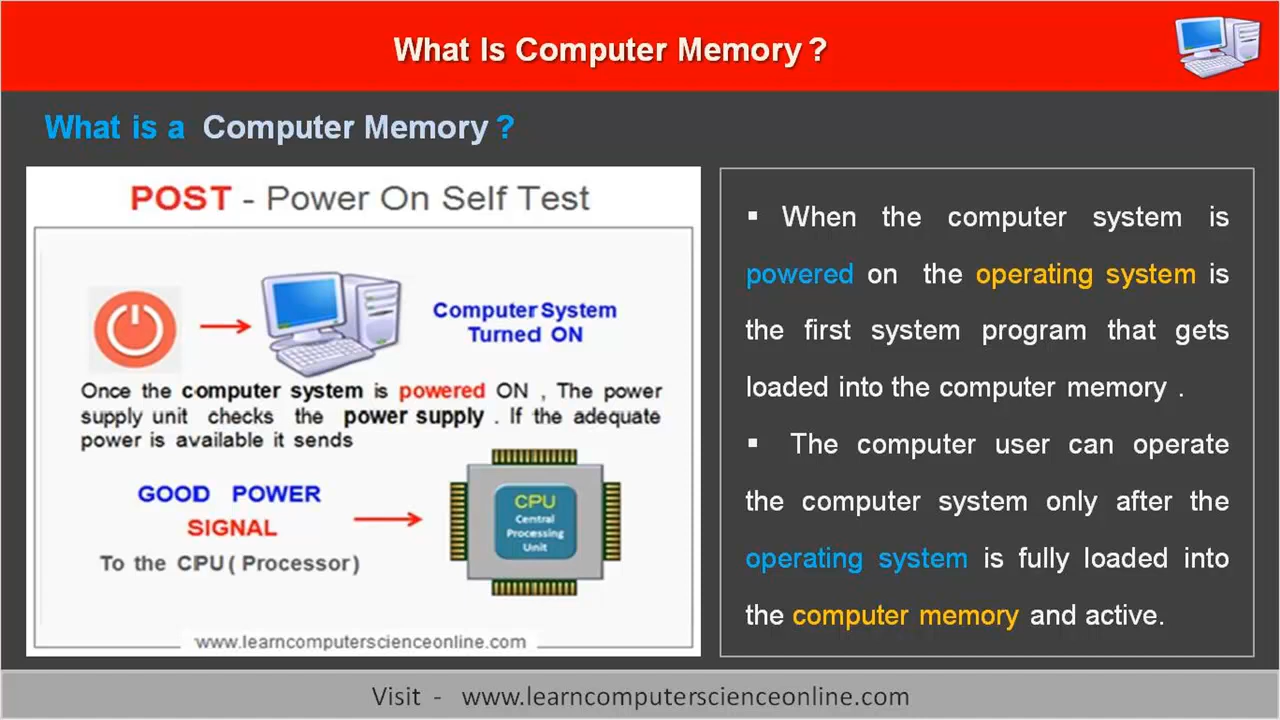 What Is Computer Memory ?
What is a Computer Memory ?
POST - Power On Self Test
Computer System
Turned ON
Once the computer system is powered ON , The power
supply unit checks the power supply . If the adequate
power is available it sends
GOOD POWER
SIGNAL
To the CPU ( Processor )
CPU
Central
Processing
Unit
www.learncomputerscienceonline.com
▪ When the computer system is
powered on the operating system is
the first system program that gets
loaded into the computer memory .
▪ The computer user can operate
the computer system only after the
operating system is fully loaded into
the computer memory and active.
Visit - www.learncomputerscienceonline.com